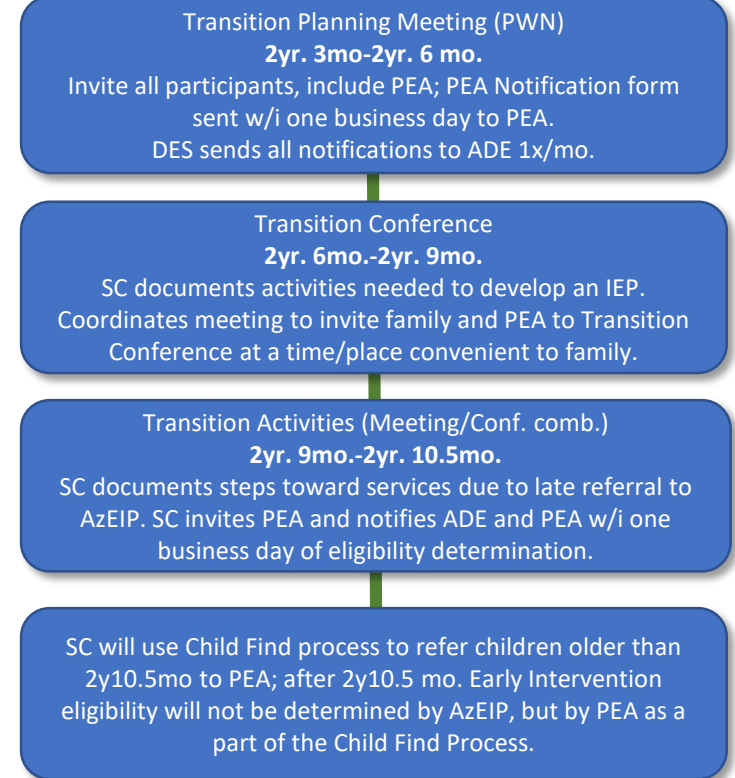 Transition Planning Meeting (PWN)
2yr. 3mo-2yr. 6 mo.
Invite all participants, include PEA; PEA Notification form
sent w/i one business day to PEA.
DES sends all notifications to ADE 1x/mo.
Transition Conference
2yr. 6mo.-2yr. 9mo.
SC documents activities needed to develop an IEP.
Coordinates meeting to invite family and PEA to Transition
Conference at a time/place convenient to family.
Transition Activities (Meeting/Conf. comb.)
2yr. 9mo.-2yr. 10.5mo.
SC documents steps toward services due to late referral to
AzEIP. SC invites PEA and notifies ADE and PEA w/i one
business day of eligibility determination.
SC will use Child Find process to refer children older than
2y10.5mo to PEA; after 2y10.5 mo. Early Intervention
eligibility will not be determined by AzEIP, but by PEA as a
part of the Child Find Process.